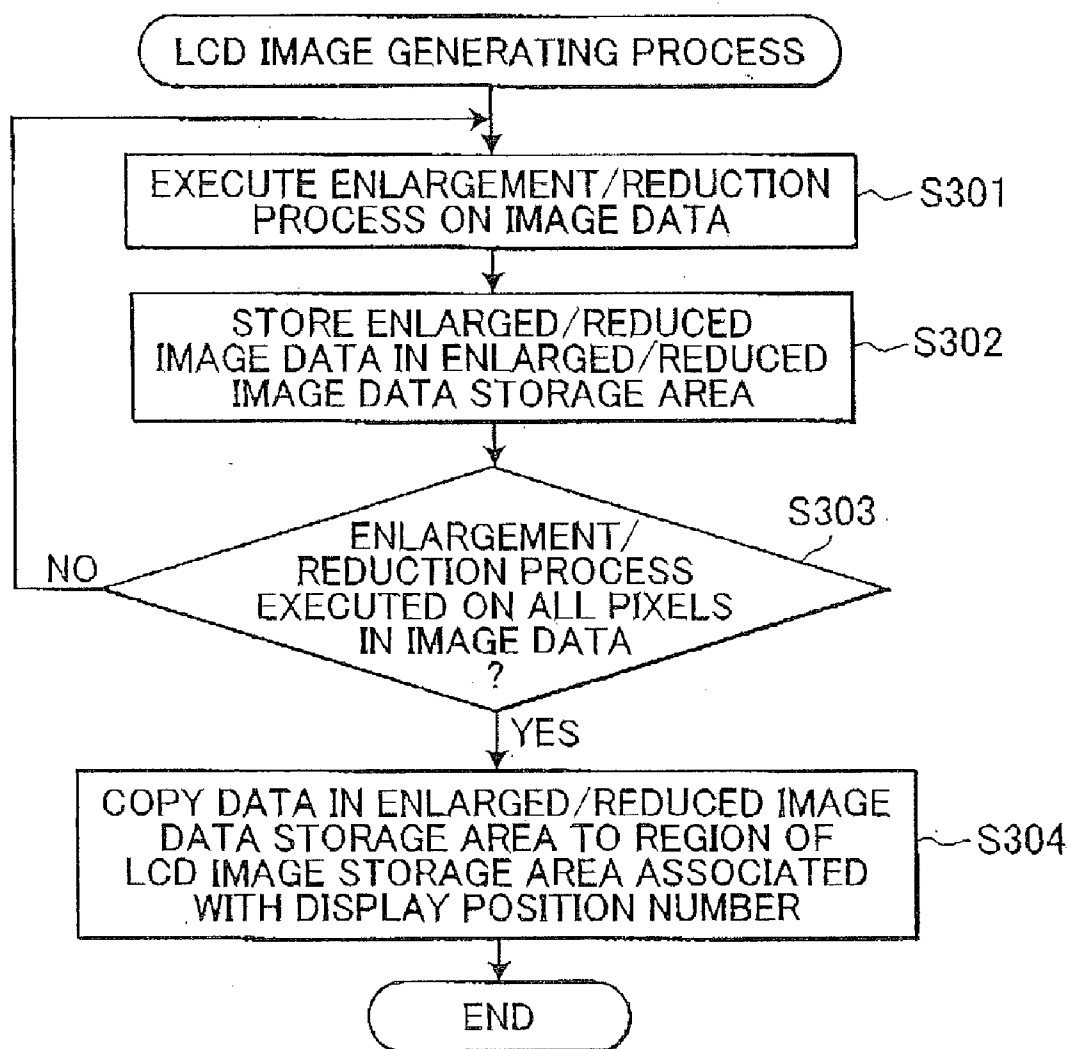 LCD IMAGE GENERATING PROCESS
EXECUTE ENLARGEMENT/REDUCTION
PROCESS ON IMAGE DATA
S301
STORE ENLARGED/REDUCED
IMAGE DATA IN ENLARGED/REDUCED
IMAGE DATA STORAGE AREA
S302
S303
ENLARGEMENT/
REDUCTION PROCESS
EXECUTED ON ALL PIXELS
IN IMAGE DATA
?
NO
YES
COPY DATA IN ENLARGED/REDUCED IMAGE
DATA STORAGE AREA TO REGION OF
LCD IMAGE STORAGE AREA ASSOCIATED
WITH DISPLAY POSITION NUMBER
S304
END